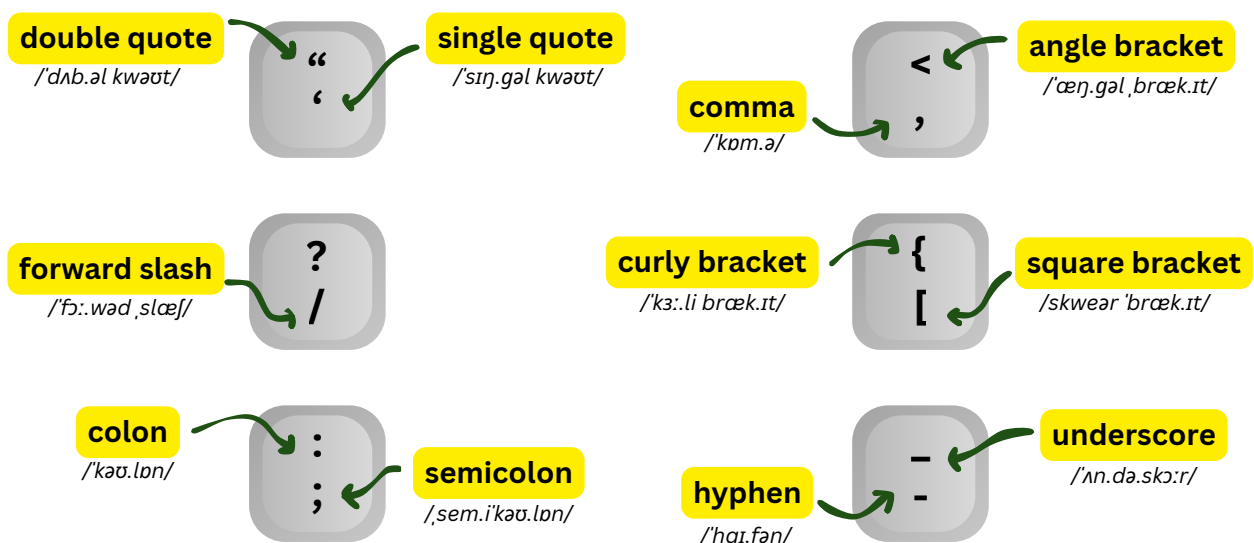 double quote
/ˈdʌb.əl kwəʊt/
“
‘
single quote
/ˈsɪŋ.gəl kwəʊt/
<
,
angle bracket
/ˈæŋ.gəl ˌbræk.ɪt/
comma
/ˈkɒm.ə/
forward slash
/ˈfɔː.wəd ˌslæʃ/
?
/
curly bracket
/ˈkɜː.li bræk.ɪt/
{
[
square bracket
/skweər ˈbræk.ɪt/
colon
/ˈkəʊ.lɒn/
:
;
semicolon
/ˌsem.iˈkəʊ.lɒn/
hyphen
/ˈhaɪ.fən/
_
-
underscore
/ˈʌn.də.skɔːr/